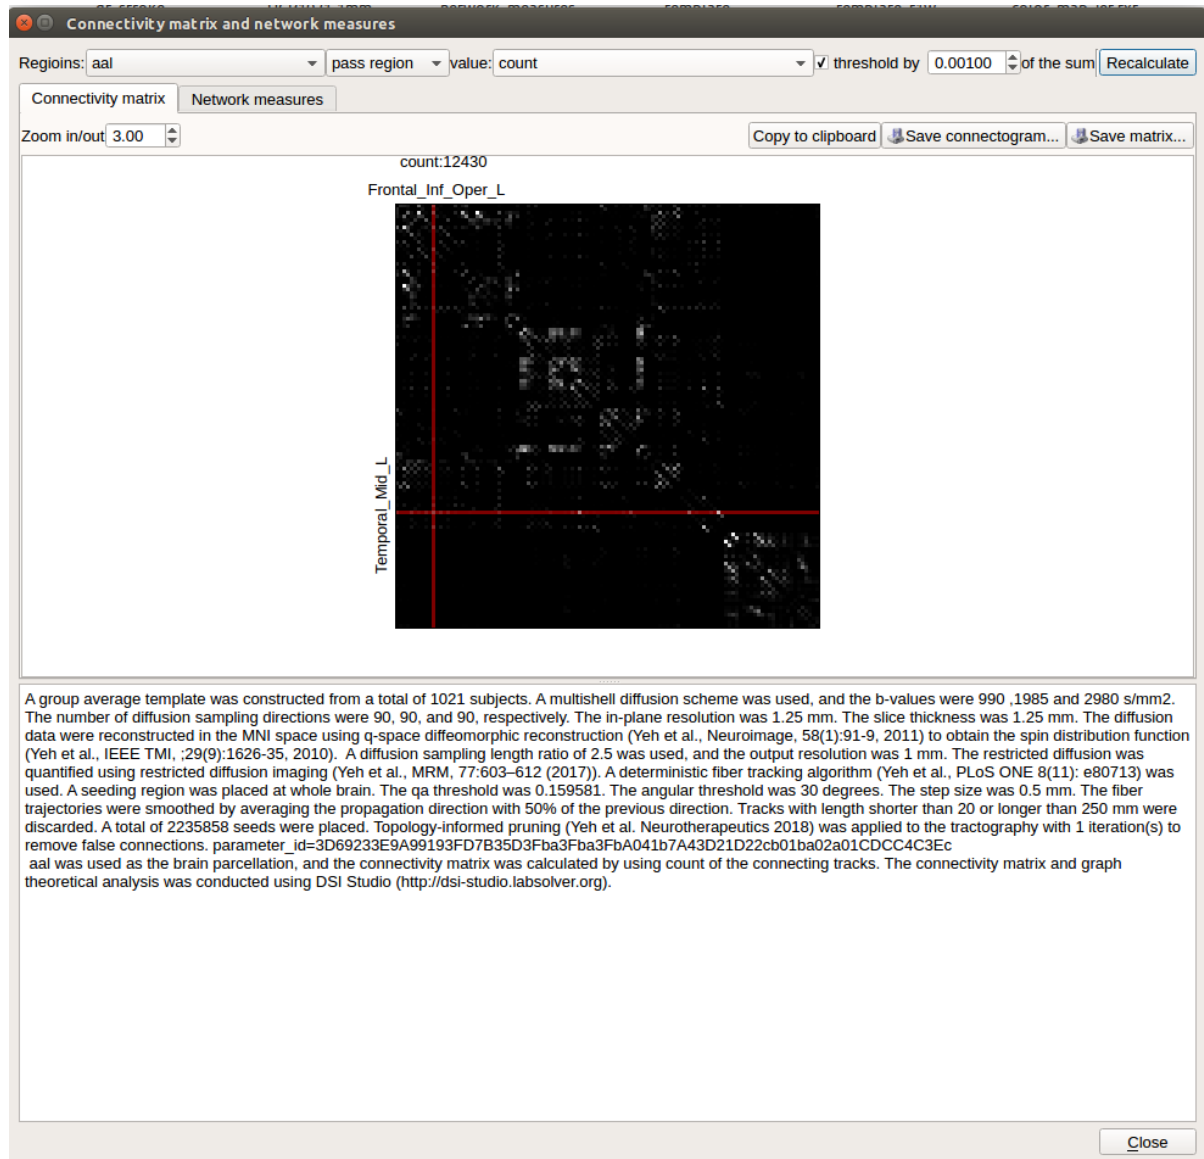 Connectivity matrix and network measures
Regioins: aal pass region value: count threshold by 0.00100 of the sum Recalculate
Connectivity matrix Network measures
Zoom in/out 3.00 Copy to clipboard Save connectogram... Save matrix...
count:12430
Frontal_Inf_Oper_L
Temporal_Mid_L
A group average template was constructed from a total of 1021 subjects. A multishell diffusion scheme was used, and the b-values were 990 ,1985 and 2980 s/mm2.
The number of diffusion sampling directions were 90, 90, and 90, respectively. The in-plane resolution was 1.25 mm. The slice thickness was 1.25 mm. The diffusion
data were reconstructed in the MNI space using q-space diffeomorphic reconstruction (Yeh et al., Neuroimage, 58(1):91-9, 2011) to obtain the spin distribution function
(Yeh et al., IEEE TMI, ;29(9):1626-35, 2010).  A diffusion sampling length ratio of 2.5 was used, and the output resolution was 1 mm. The restricted diffusion was
quantified using restricted diffusion imaging (Yeh et al., MRM, 77:603–612 (2017)). A deterministic fiber tracking algorithm (Yeh et al., PLoS ONE 8(11): e80713) was
used. A seeding region was placed at whole brain. The qa threshold was 0.159581. The angular threshold was 30 degrees. The step size was 0.5 mm. The fiber
trajectories were smoothed by averaging the propagation direction with 50% of the previous direction. Tracks with length shorter than 20 or longer than 250 mm were
discarded. A total of 2235858 seeds were placed. Topology-informed pruning (Yeh et al. Neurotherapeutics 2018) was applied to the tractography with 1 iteration(s) to
remove false connections. parameter_id=3D69233E9A99193FD7B35D3Fba3Fba3FbA041b7A43D21D22cb01ba02a01CDCC4C3Ec
aal was used as the brain parcellation, and the connectivity matrix was calculated by using count of the connecting tracks. The connectivity matrix and graph
theoretical analysis was conducted using DSI Studio (http://dsi-studio.labsolver.org).
Close